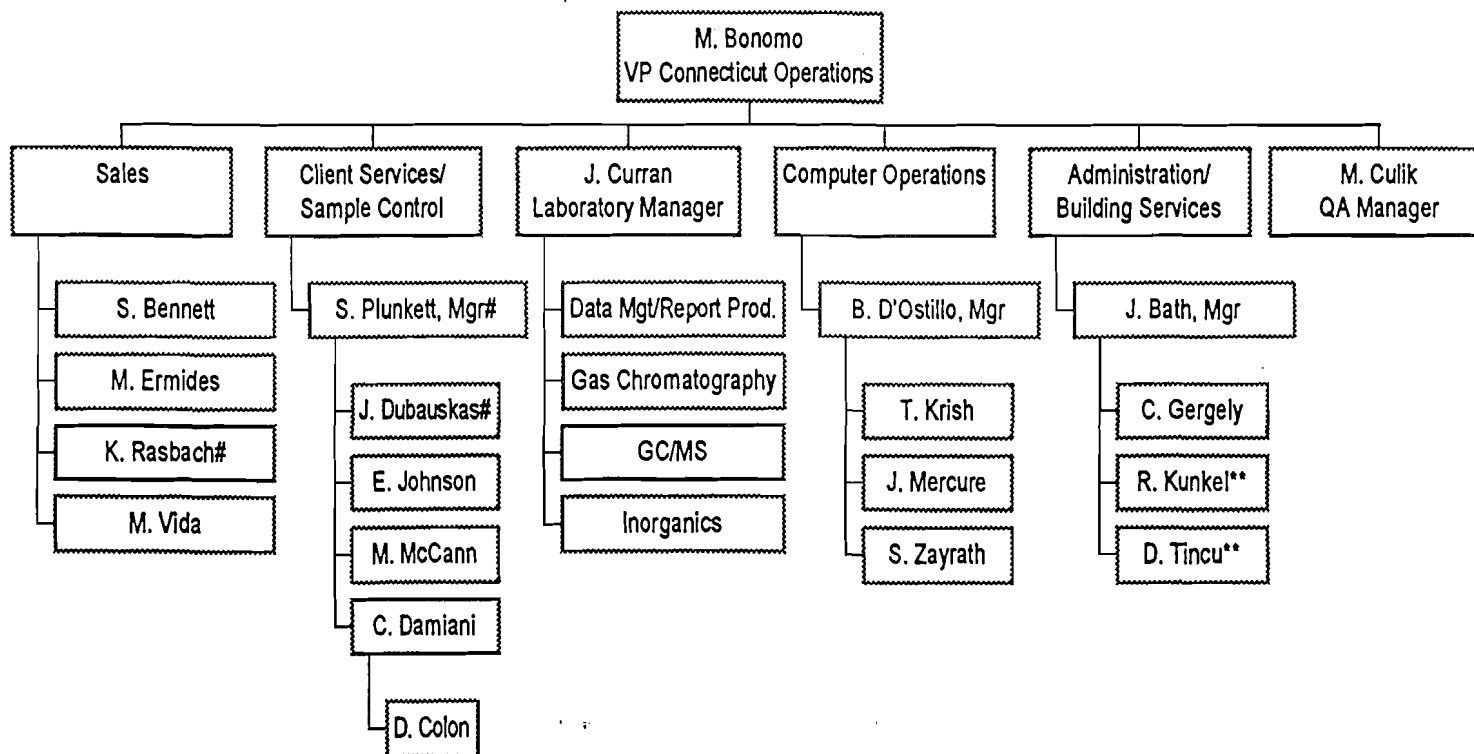 M. Bonomo
VP Connecticut Operations
Sales
Client Services/
Sample Control
J. Curran
Laboratory Manager
Computer Operations
Administration/
Building Services
M. Culik
QA Manager
S. Bennett
M. Ermides
K. Rasbach#
M. Vida
S. Plunkett, Mgr#
J. Dubauskas#
E. Johnson
M. McCann
C. Damiani
D. Colon
Data Mgt/Report Prod.
Gas Chromatography
GC/MS
Inorganics
B. D'Ostillo, Mgr
T. Krish
J. Mercure
S. Zayrath
J. Bath, Mgr
C. Gergely
R. Kunkel**
D. Tincu**